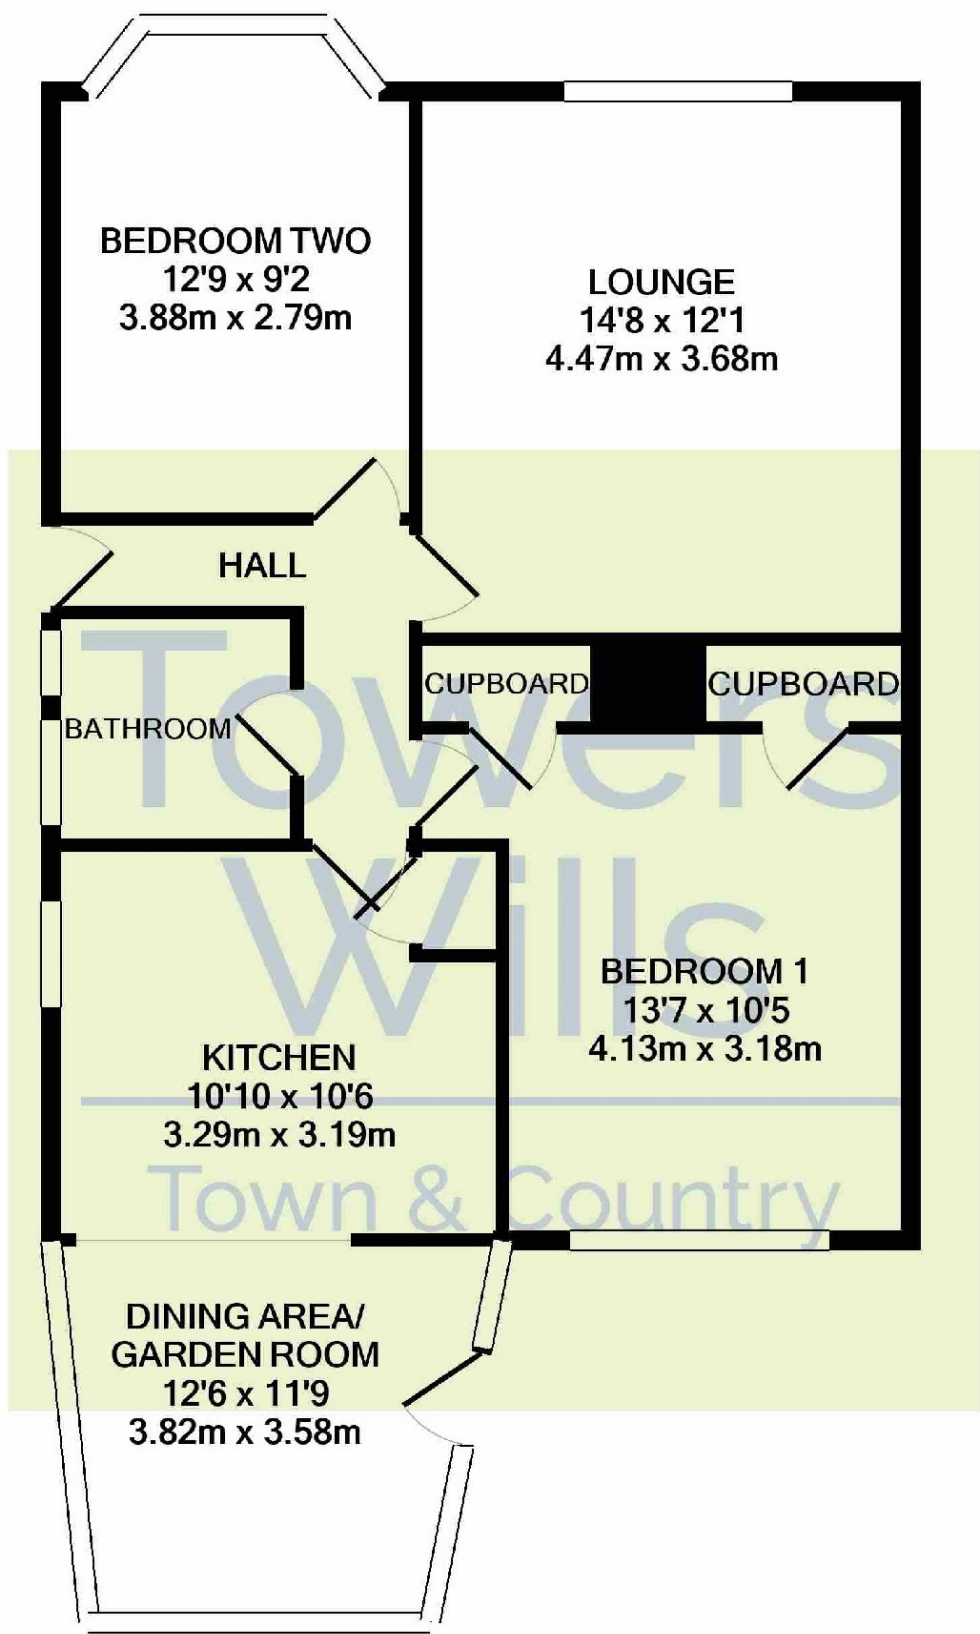 BEDROOM TWO
12'9 x 9'2
3.88m x 2.79m
LOUNGE
14'8 x 12'1
4.47m x 3.68m
HALL
BATHROOM
CUPBOARD
CUPBOARD
Towers
Wills
Town & Country
BEDROOM 1
13'7 x 10'5
4.13m x 3.18m
KITCHEN
10'10 x 10'6
3.29m x 3.19m
DINING AREA/
GARDEN ROOM
12'6 x 11'9
3.82m x 3.58m